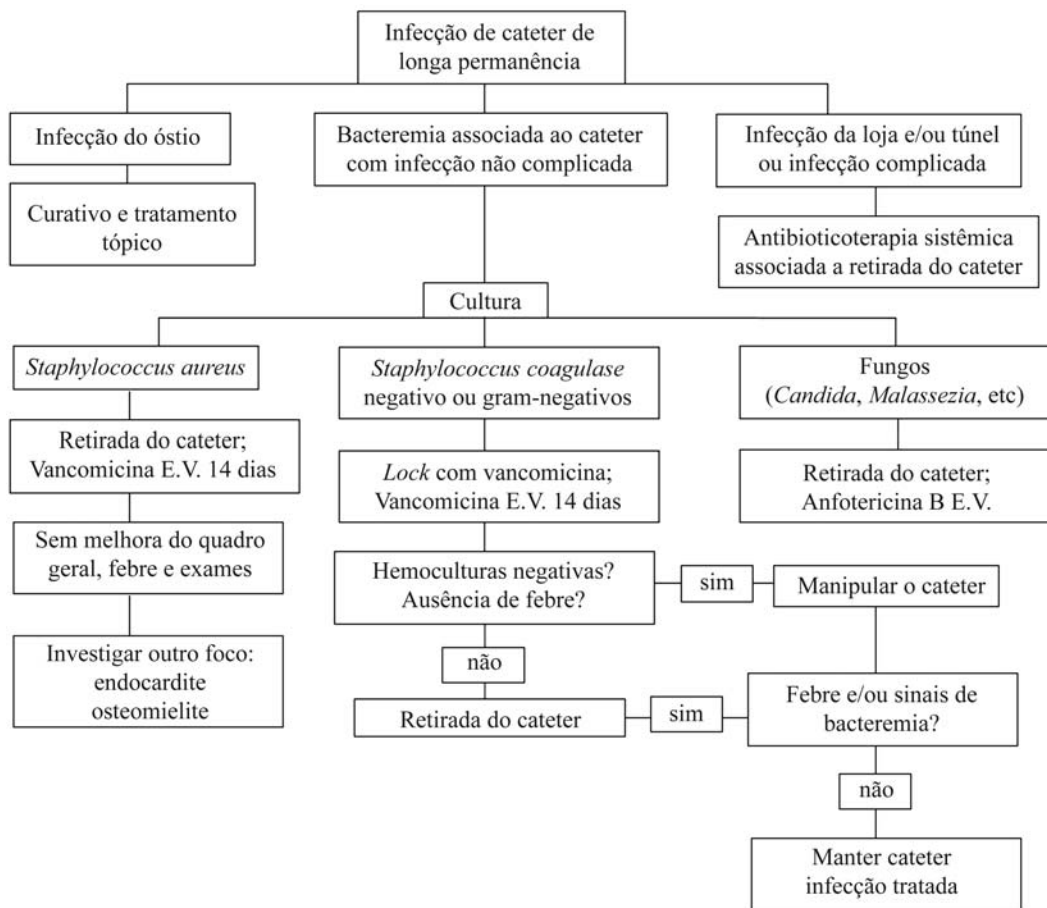 Infecção de cateter de
longa permanência
Infecção do óstio
Bacteremia associada ao cateter
com infecção não complicada
Infecção da loja e/ou túnel
ou infecção complicada
Curativo e tratamento
tópico
Antibioticoterapia sistêmica
associada a retirada do cateter
Cultura
Staphylococcus aureus
Staphylococcus coagulase
negativo ou gram-negativos
Fungos
(Candida, Malassezia, etc)
Retirada do cateter;
Vancomicina E.V. 14 dias
Lock com vancomicina;
Vancomicina E.V. 14 dias
Retirada do cateter;
Anfotericina B E.V.
Sem melhora do quadro
geral, febre e exames
Hemoculturas negativas?
Ausência de febre?
sim
Manipular o cateter
Investigar outro foco:
endocardite
osteomielite
não
Retirada do cateter
sim
Febre e/ou sinais de
bacteremia?
não
Manter cateter
infecção tratada